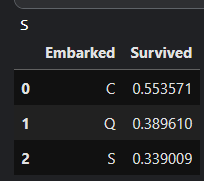 S
Embarked Survived
0 C 0.553571
1 Q 0.389610
2 S 0.339009